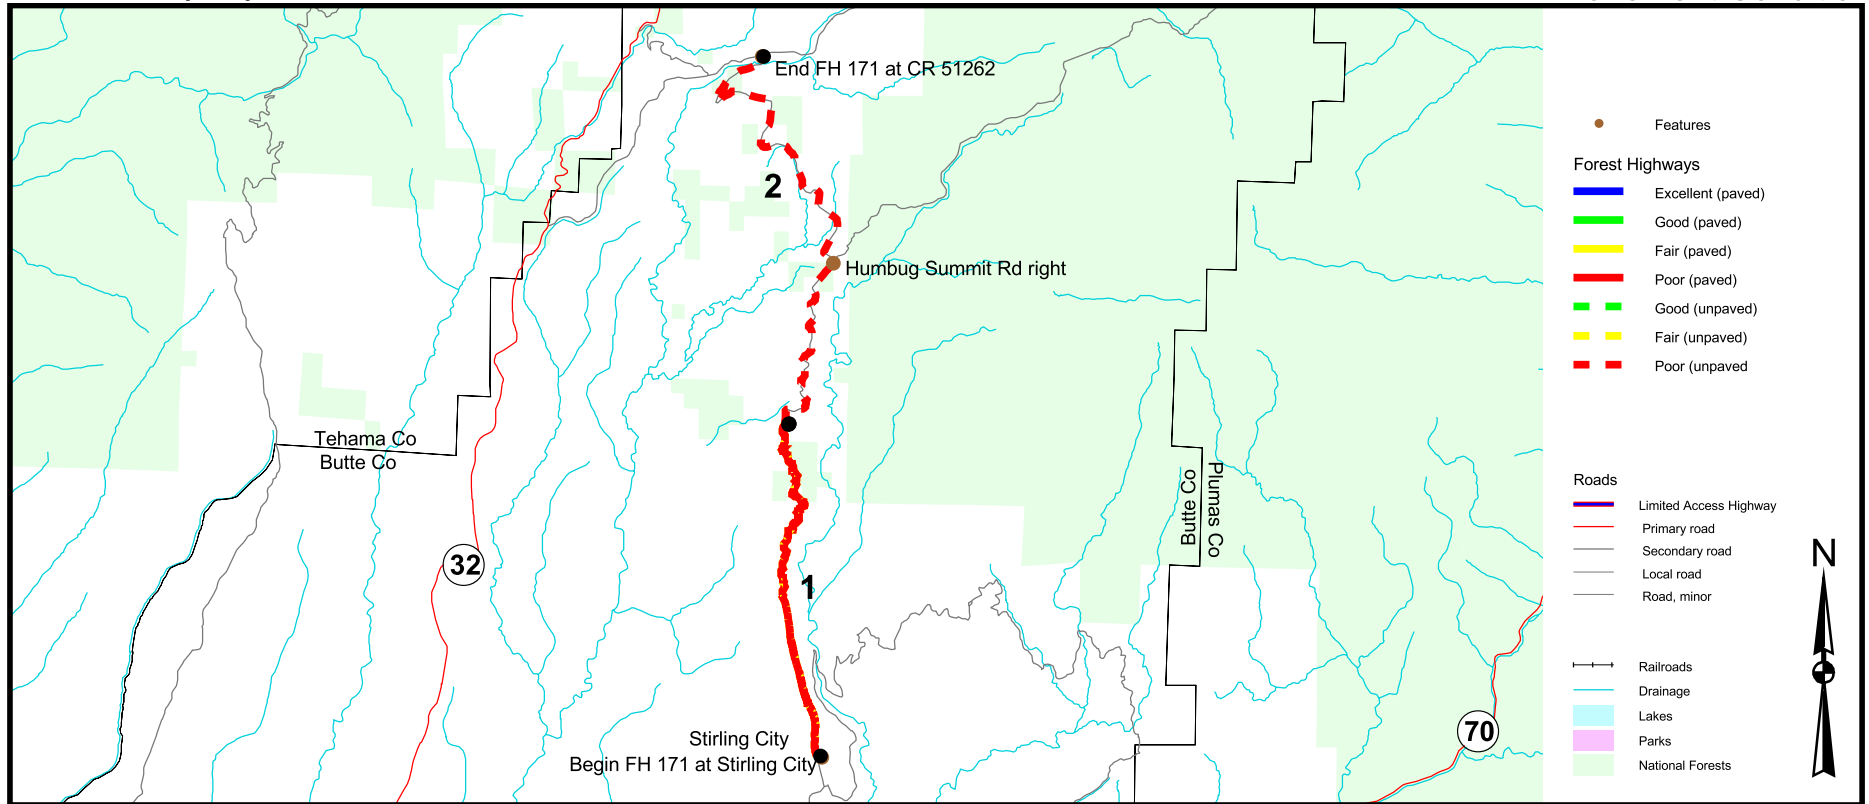 End FH 171 at CR 51262
2
Humbug Summit Rd right
Tehama Co
Butte Co
32
1
Butte Co
Plumas Co
Stirling City
Begin FH 171 at Stirling City
70
Features
Forest Highways
Excellent (paved)
Good (paved)
Fair (paved)
Poor (paved)
Good (unpaved)
Fair (unpaved)
Poor (unpaved
Roads
Limited Access Highway
Primary road
Secondary road
Local road
Road, minor
Railroads
Drainage
Lakes
Parks
National Forests
N